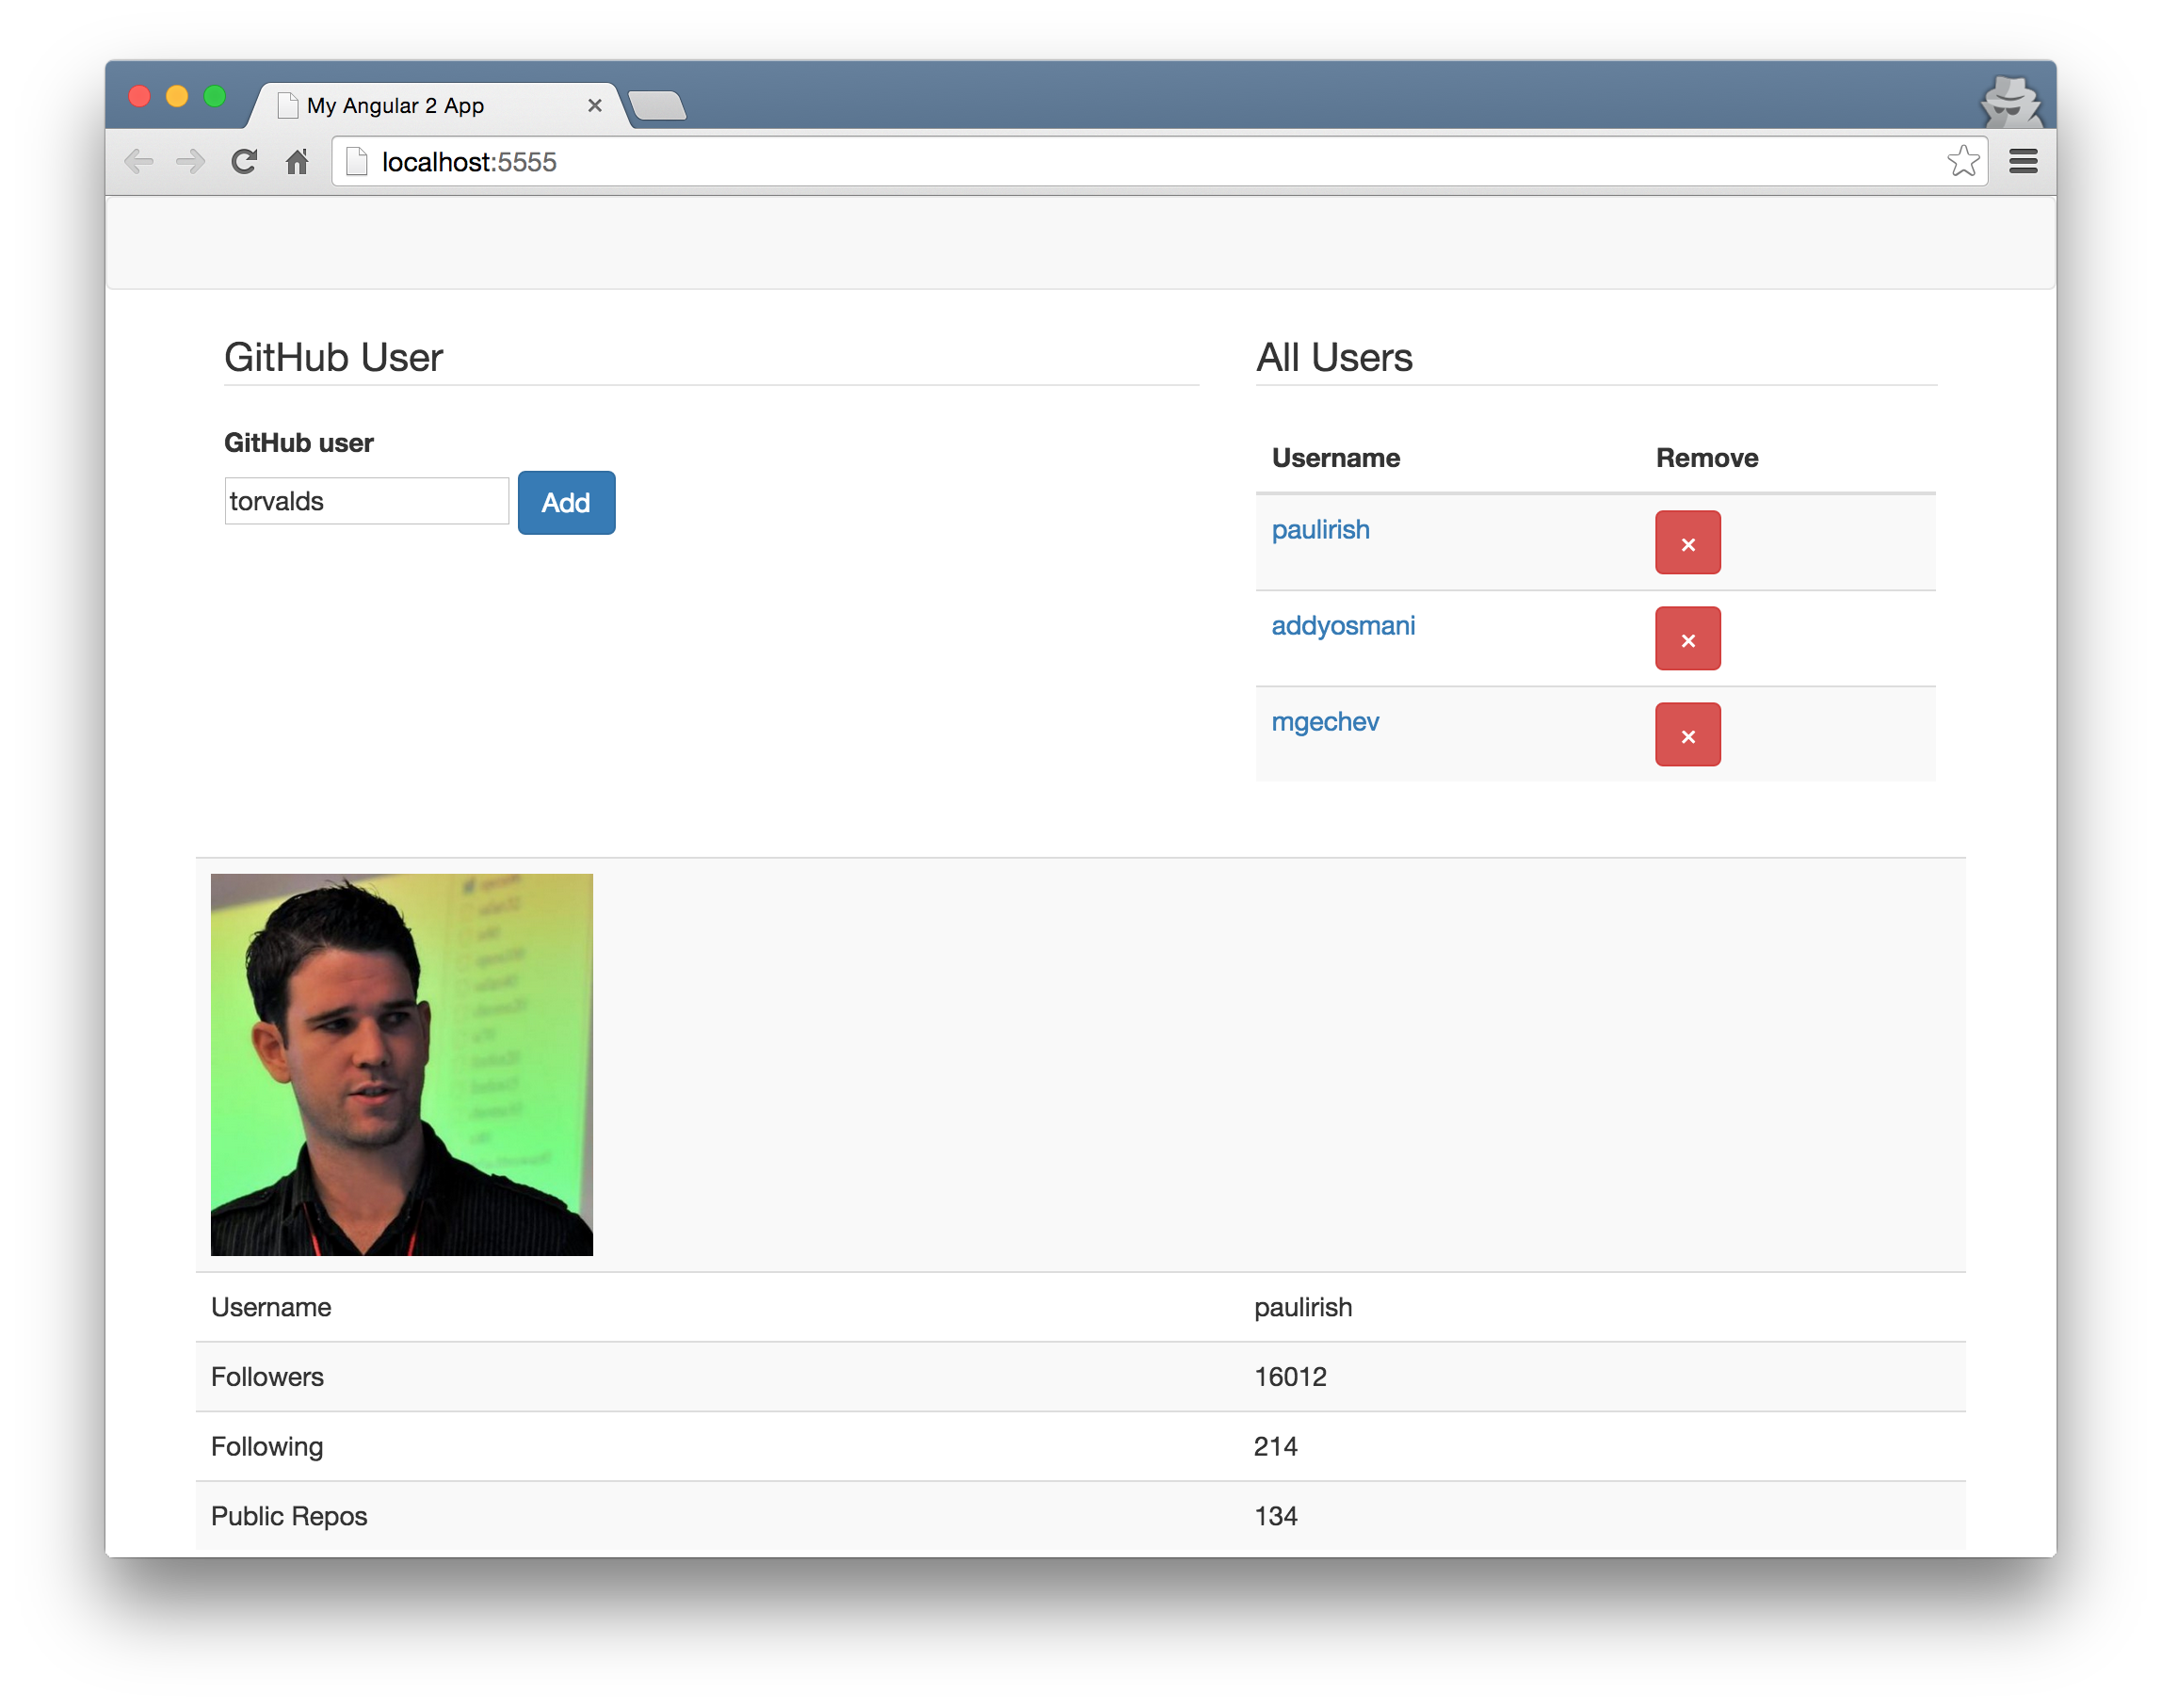 My Angular 2 App
localhost:5555
GitHub User
GitHub user
torvalds Add
All Users
Username Remove
paulirish ×
addyosmani ×
mgechev ×
Username paulirish
Followers 16012
Following 214
Public Repos 134